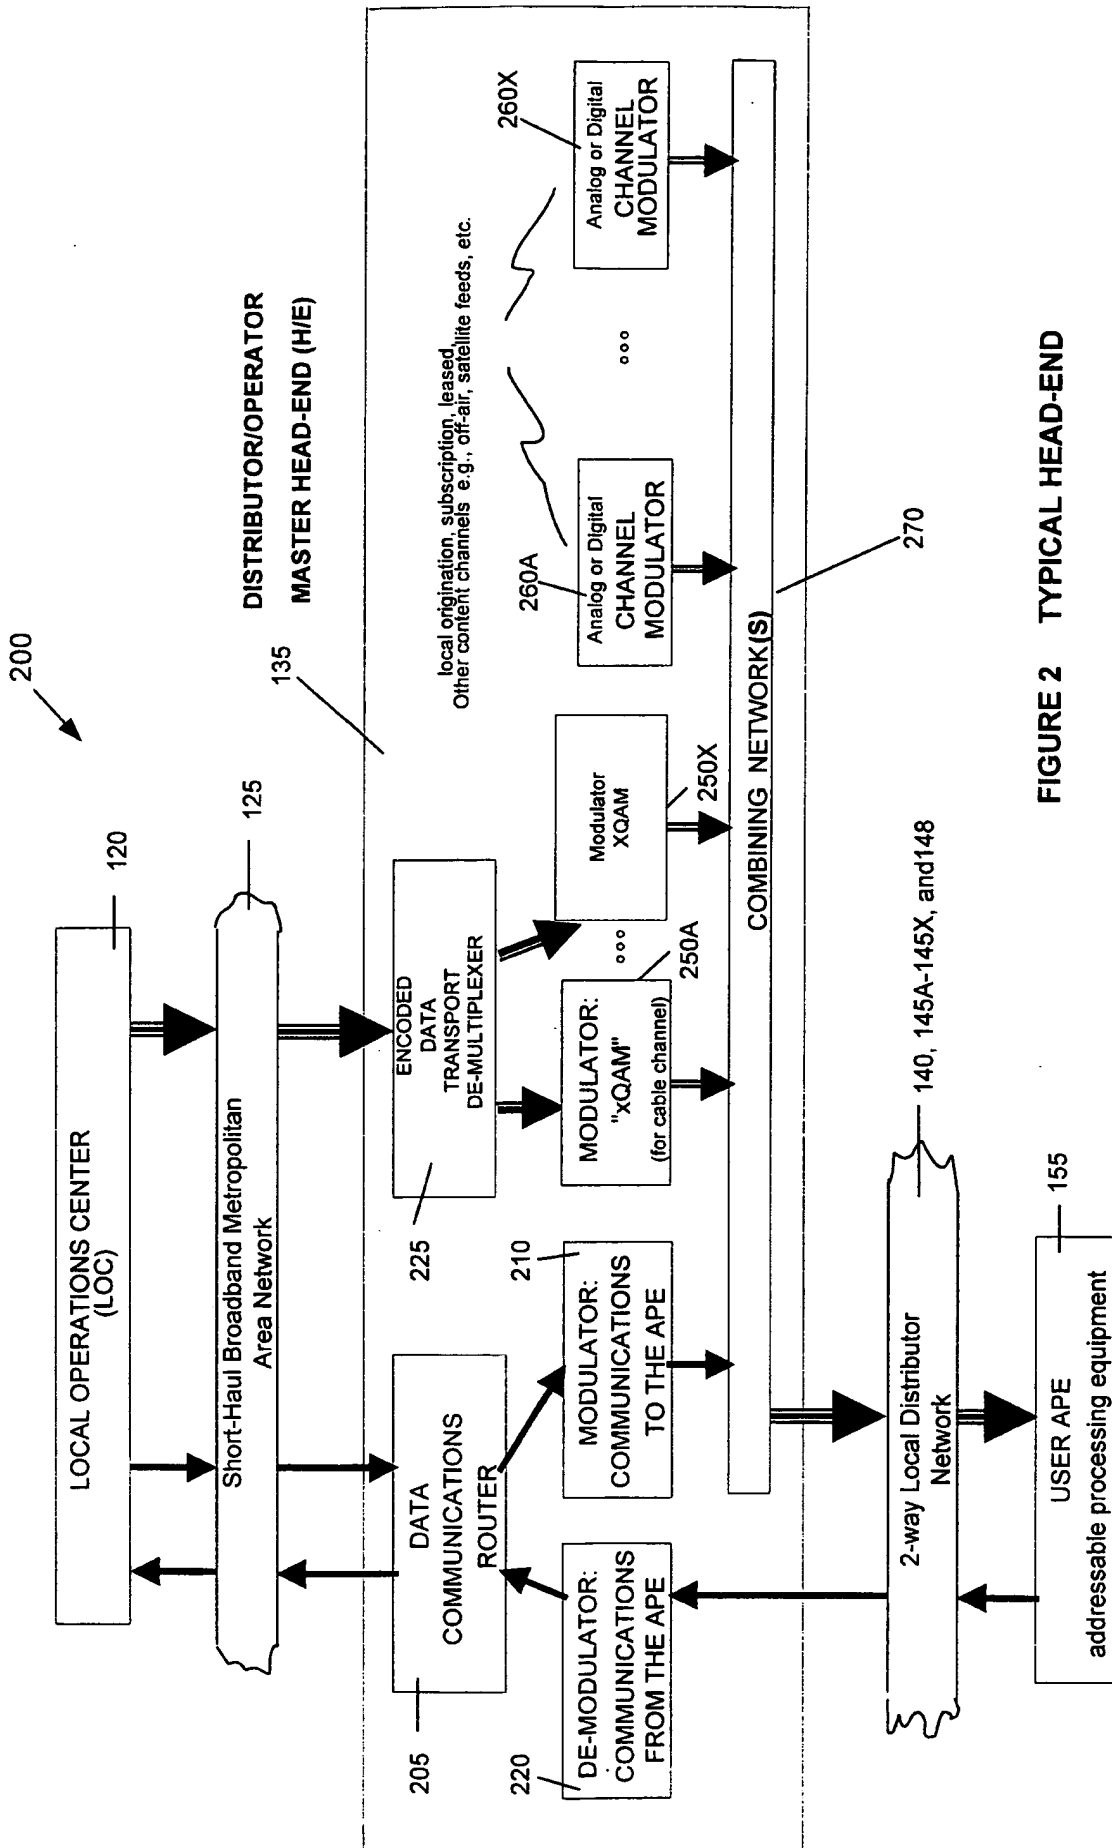 200
LOCAL OPERATIONS CENTER
(LOC)
120
Short-Haul Broadband Metropolitan
Area Network
125
DISTRIBUTOR/OPERATOR
MASTER HEAD-END (H/E)
135
205
DATA
COMMUNICATIONS
ROUTER
225
ENCODED
DATA
TRANSPORT
DE-MULTIPLEXER
local origination, subscription, leased,
Other content channels e.g., off-air, satellite feeds, etc.
220
DE-MODULATOR:
COMMUNICATIONS
FROM THE APE
210
MODULATOR:
COMMUNICATIONS
TO THE APE
MODULATOR:
"xQAM"
(for cable channel)
250A
Modulator
XQAM
250X
260A
Analog or Digital
CHANNEL
MODULATOR
260X
Analog or Digital
CHANNEL
MODULATOR
COMBINING NETWORK(S)
270
2-way Local Distributor
Network
140, 145A-145X, and148
USER APE
addressable processing equipment
155
FIGURE 2 TYPICAL HEAD-END